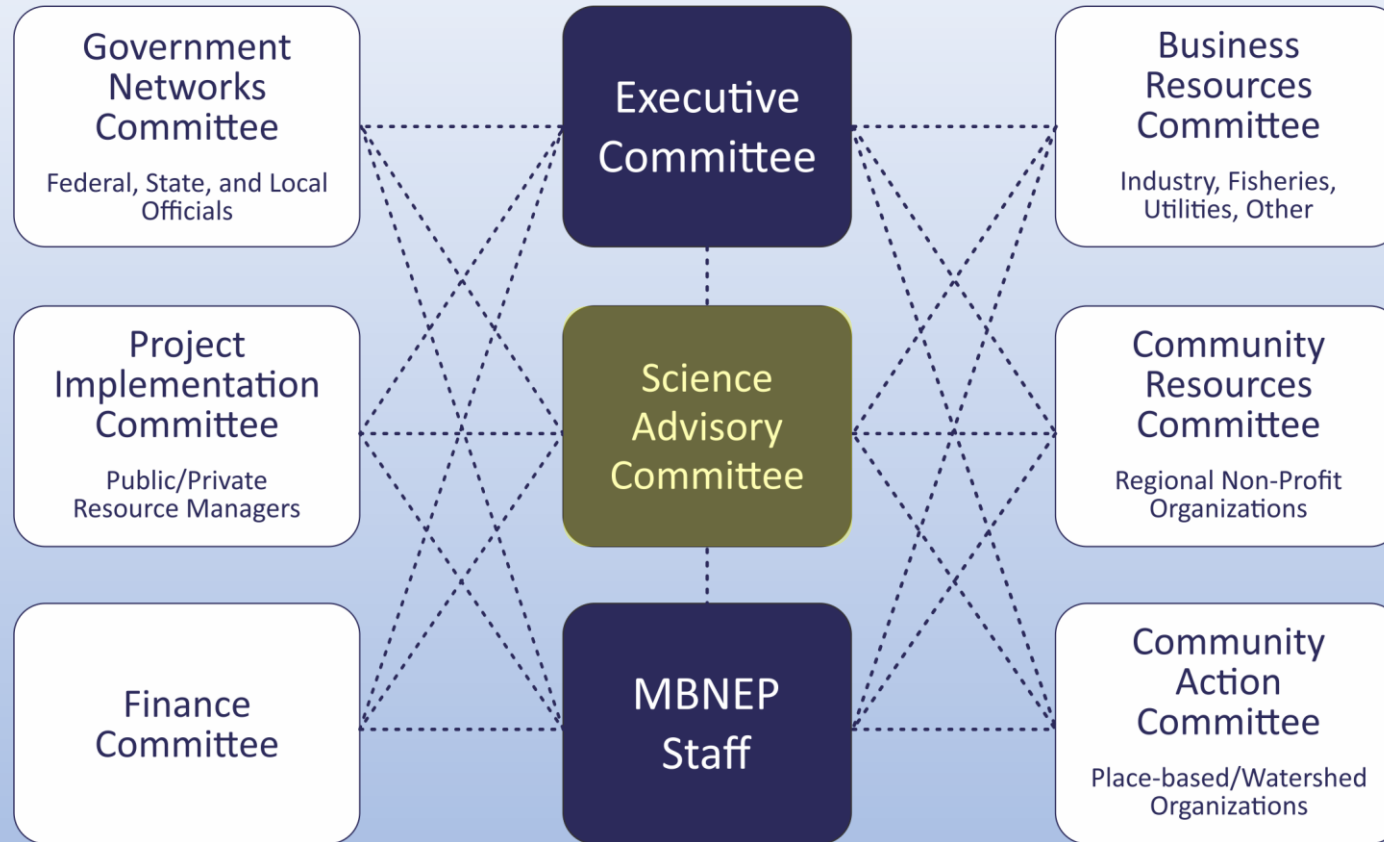 Government
Networks
Committee
Federal, State, and Local
Officials
Executive
Committee
Business
Resources
Committee
Industry, Fisheries,
Utilities, Other
Project
Implementation
Committee
Public/Private
Resource Managers
Science
Advisory
Committee
Community
Resources
Committee
Regional Non-Profit
Organizations
Finance
Committee
MBNEP
Staff
Community
Action
Committee
Place-based/Watershed
Organizations